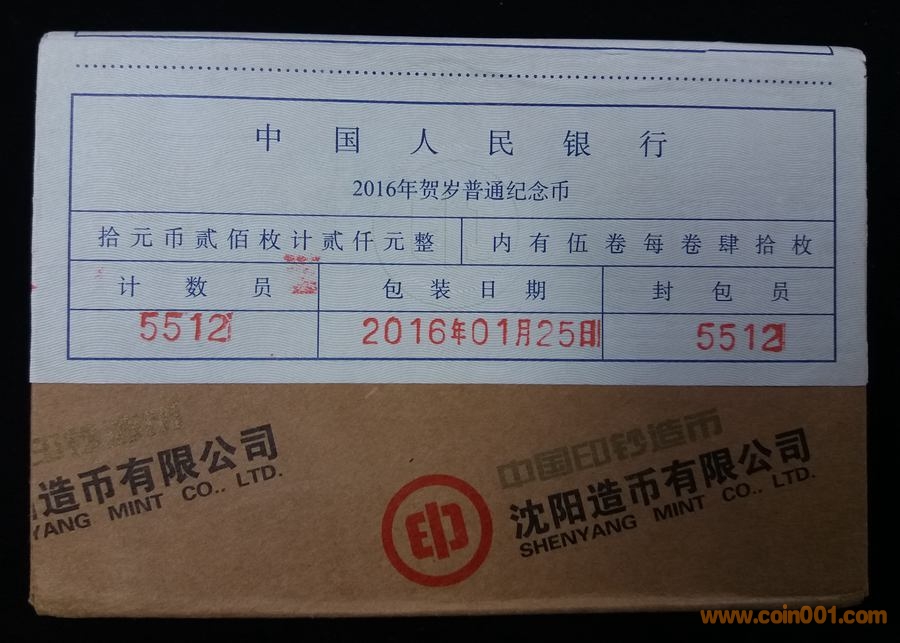 中国人民银行
2016年贺岁普通纪念币
拾元币贰佰枚计贰仟元整 内有伍卷每卷肆拾枚
计数员 包装日期 封包员
5512 2016年01月25日 5512
中国印钞造币
造币有限公司 沈阳造币有限公司
YANG MINT CO., LTD. SHENYANG MINT CO., LTD.
印
www.coin001.com